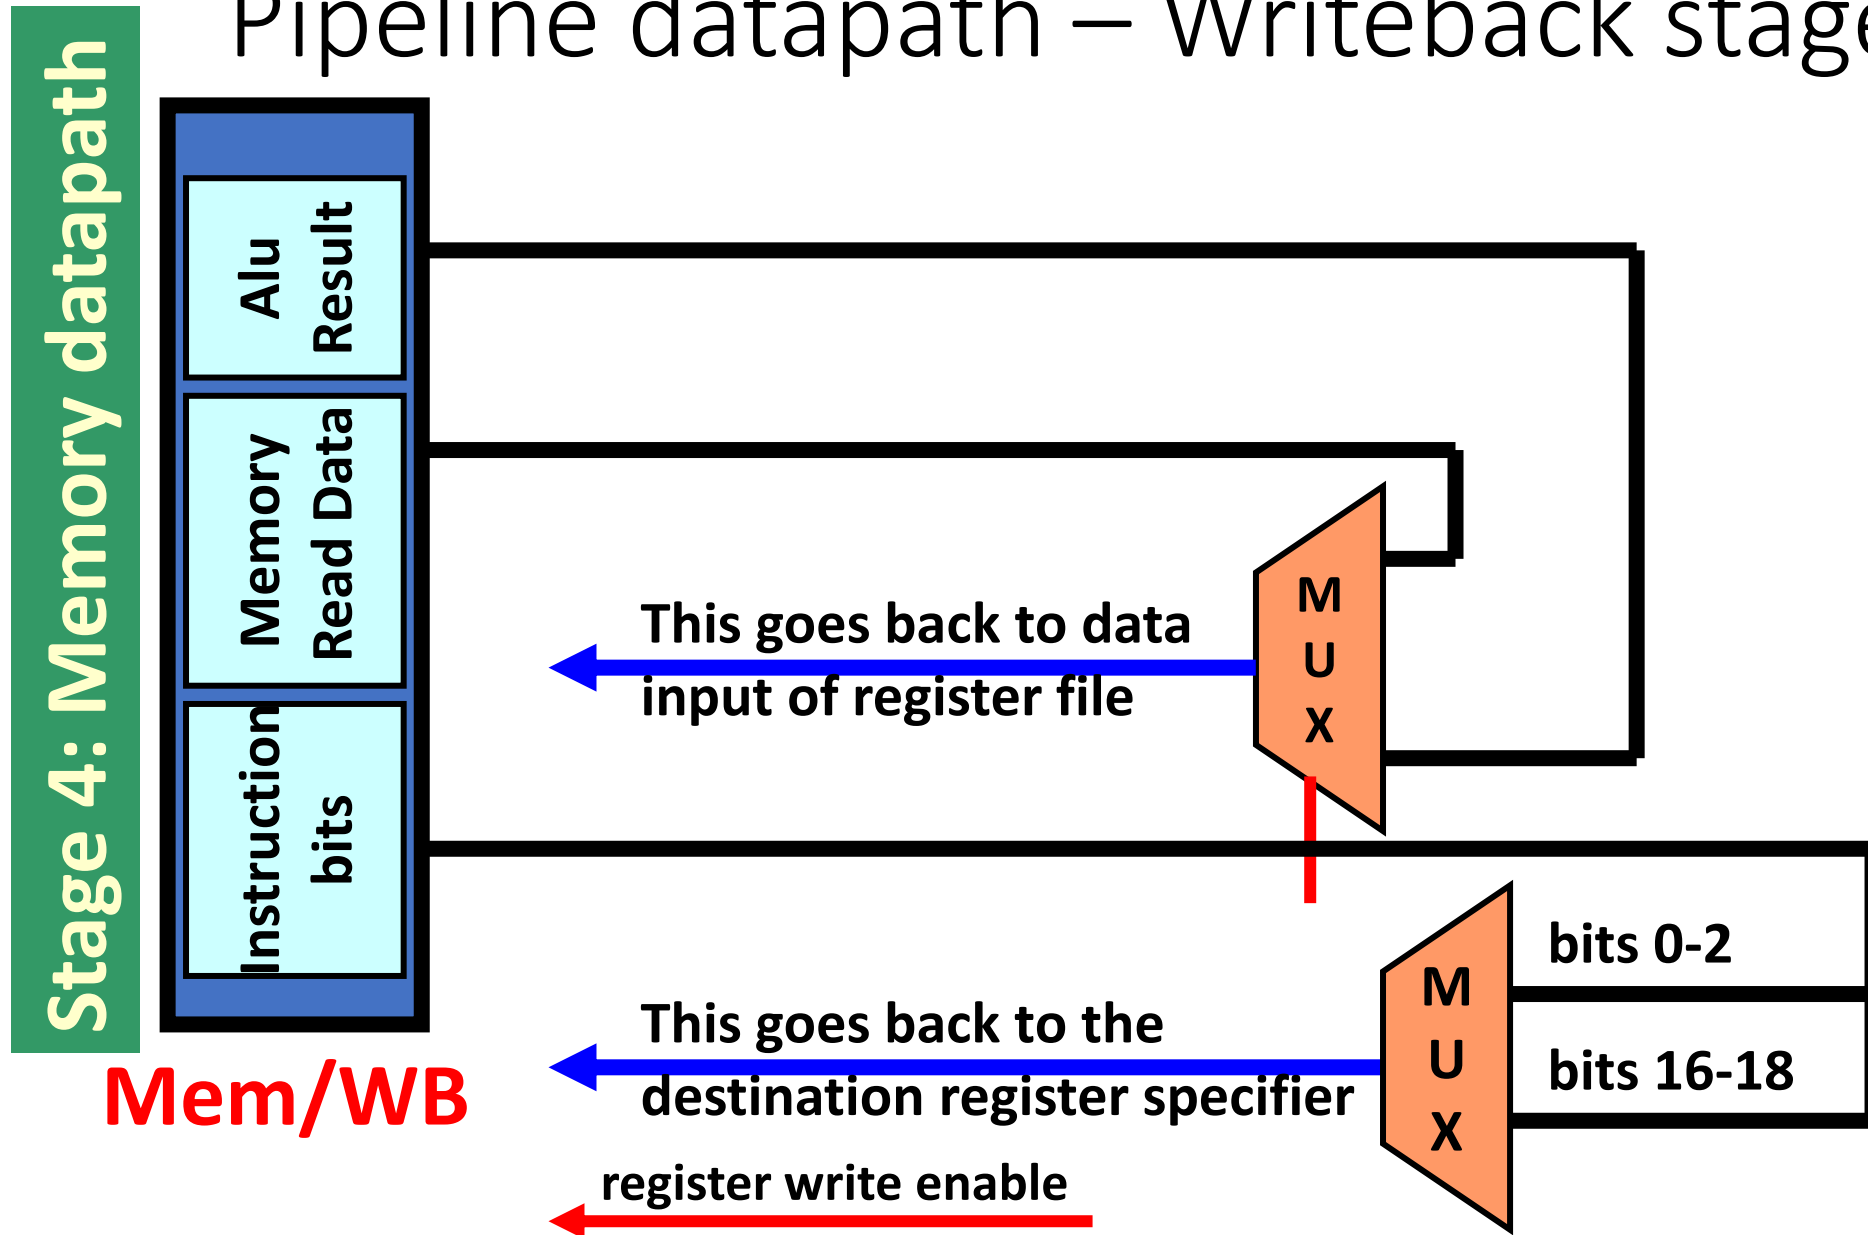 Pipeline datapath – Writeback stage
Stage 4: Memory datapath
Alu
Result
Memory
Read Data
Instruction
bits
Mem/WB
This goes back to data
input of register file
M
U
X
This goes back to the
destination register specifier
M
U
X
bits 0-2
bits 16-18
register write enable